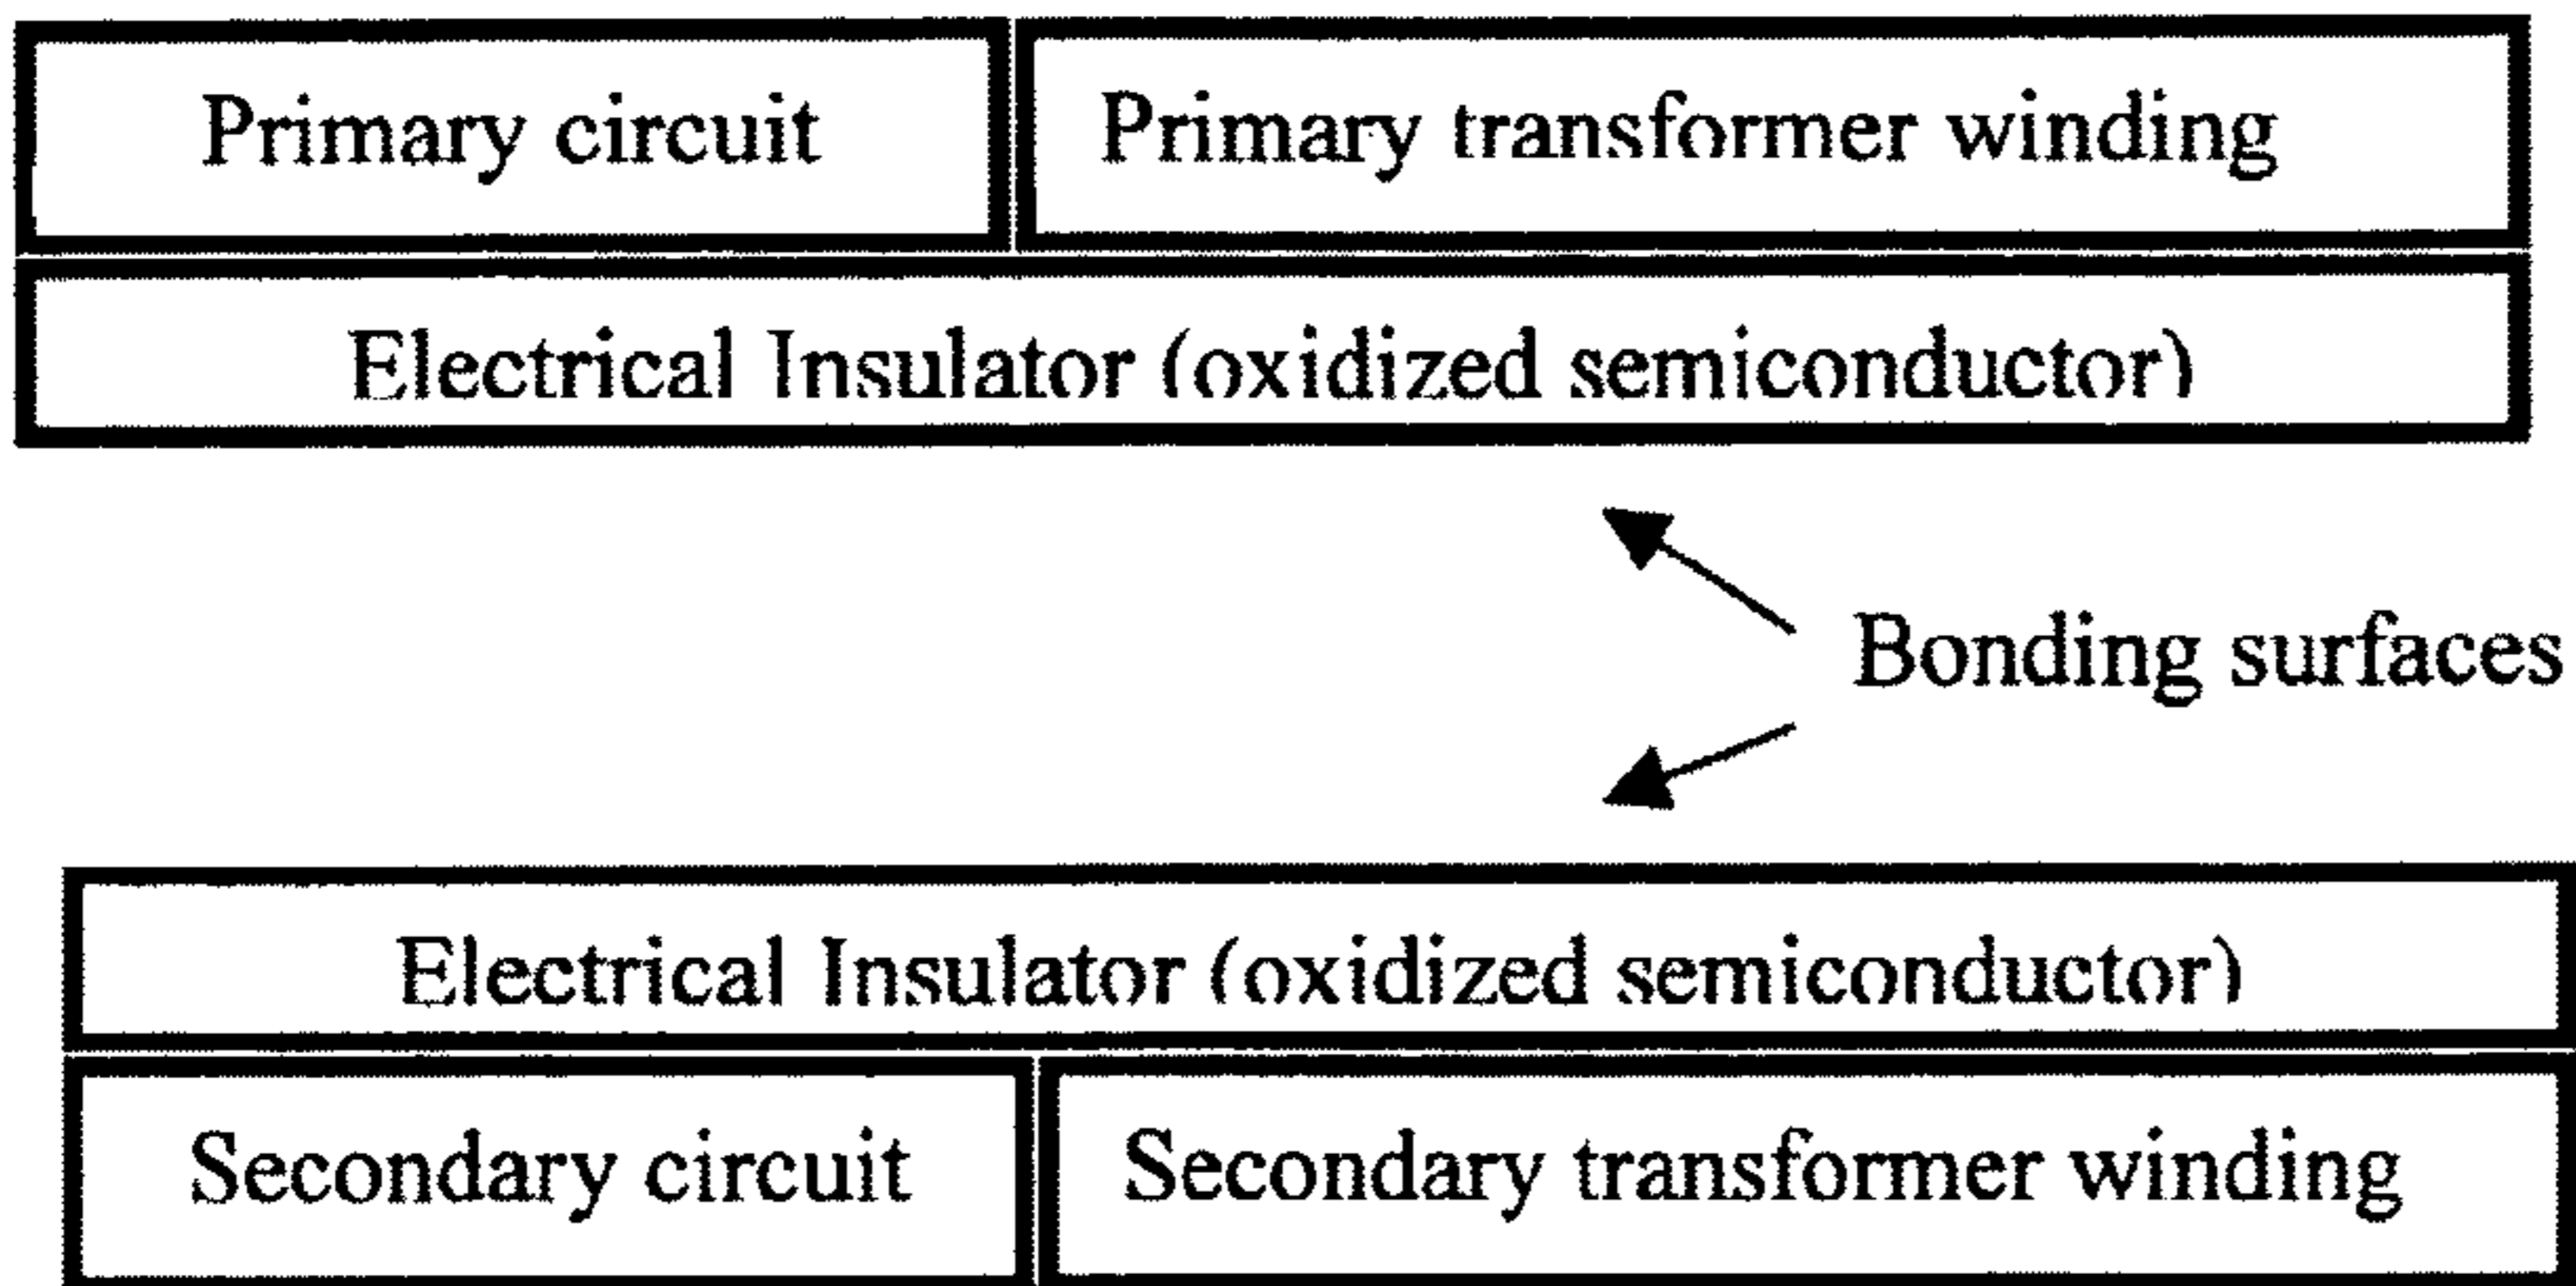 Primary circuit
Primary transformer winding
Electrical Insulator (oxidized semiconductor)
Bonding surfaces
Electrical Insulator (oxidized semiconductor)
Secondary circuit
Secondary transformer winding